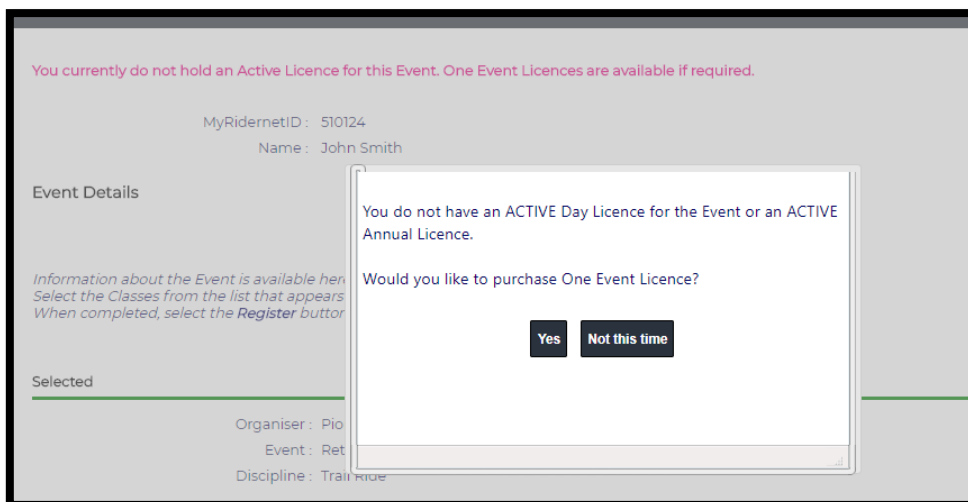 You currently do not hold an Active Licence for this Event. One Event Licences are available if required.
MyRidernetID : 510124
Name : John Smith
Event Details
You do not have an ACTIVE Day Licence for the Event or an ACTIVE
Annual Licence.
Would you like to purchase One Event Licence?
Yes Not this time
Information about the Event is available here
Select the Classes from the list that appears
When completed, select the Register button
Selected
Organiser : Pio
Event : Ret
Discipline : Trail Ride